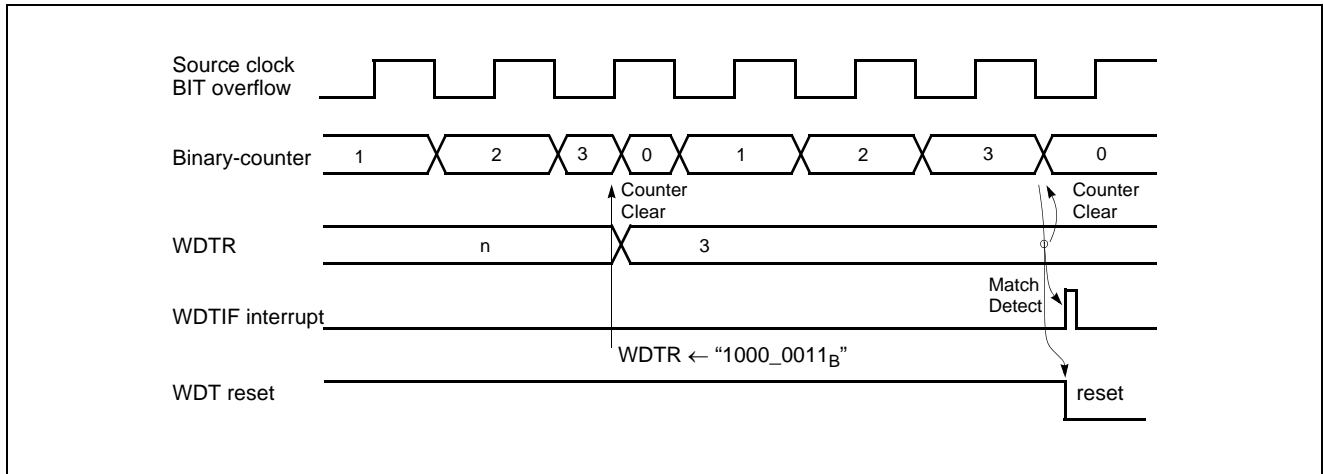 Source clock
BIT overflow
Binary-counter
1 2 3 0 1 2 3 0
Counter
Clear
Counter
Clear
WDTR
n 3
Match
Detect
WDTIF interrupt
WDTR ← “1000_0011B”
WDT reset
reset